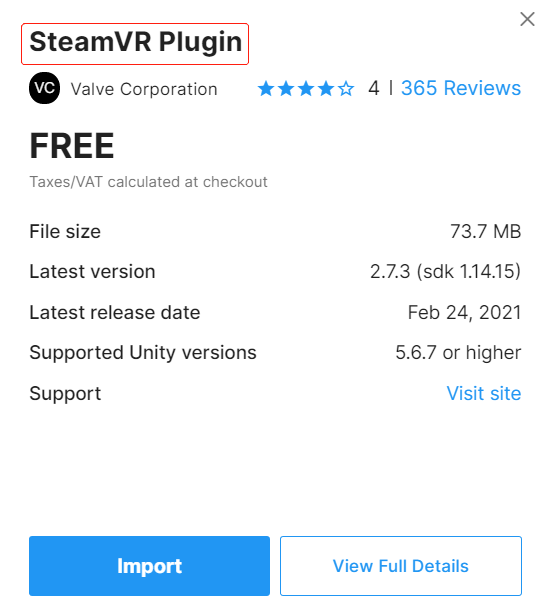 SteamVR Plugin
VC Valve Corporation 4 | 365 Reviews
FREE
Taxes/VAT calculated at checkout
File size 73.7 MB
Latest version 2.7.3 (sdk 1.14.15)
Latest release date Feb 24, 2021
Supported Unity versions 5.6.7 or higher
Support Visit site
Import View Full Details